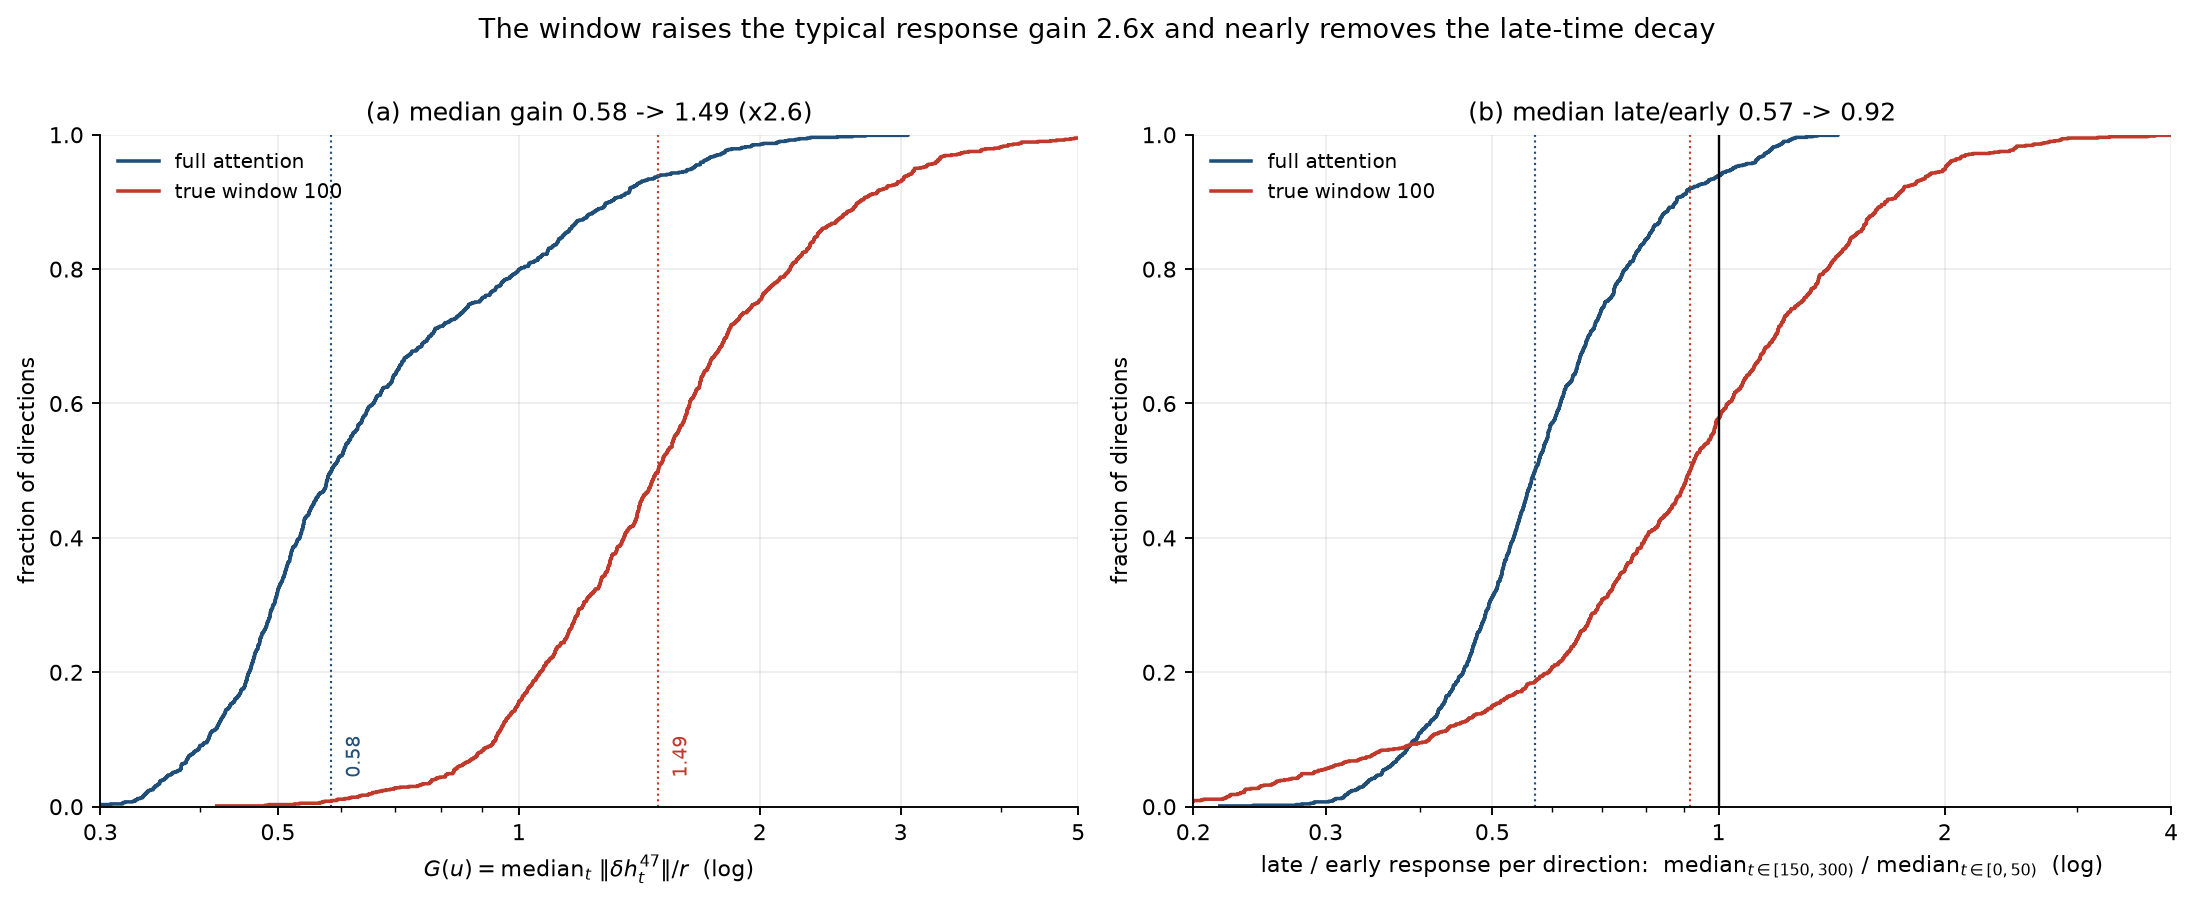 The window raises the typical response gain 2.6x and nearly removes the late-time decay
(a) median gain 0.58 -> 1.49 (x2.6)
1.0
0.8
0.6
0.4
0.2
0.0
fraction of directions
full attention
true window 100
0.58
1.49
0.3
0.5
1
2
3
5
G(u) = median_t ‖δh_t^{47}‖/r (log)
(b) median late/early 0.57 -> 0.92
1.0
0.8
0.6
0.4
0.2
0.0
fraction of directions
full attention
true window 100
0.2
0.3
0.5
1
2
4
late / early response per direction: median_{t∈[150, 300)} / median_{t∈[0, 50)} (log)